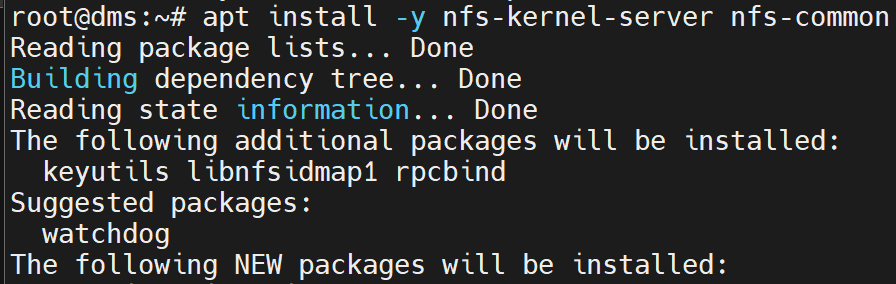 root@dms:~# apt install -y nfs-kernel-server nfs-common
Reading package lists... Done
Building dependency tree... Done
Reading state information... Done
The following additional packages will be installed:
  keyutils libnfsidmap1 rpcbind
Suggested packages:
  watchdog
The following NEW packages will be installed: